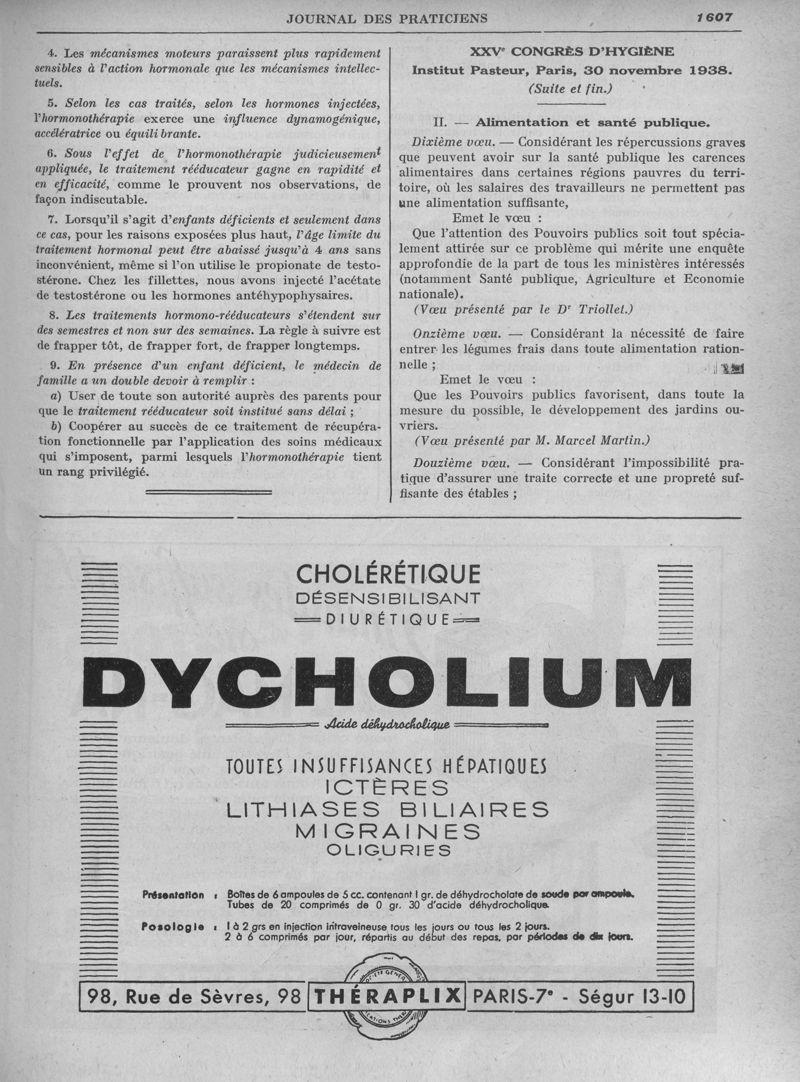 JOURNAL DES PRATICIENS 1607
4. Les mécanismes moteurs paraissent plus rapidement
sensibles à l'action hormonale que les mécanismes intellec-
tuels.
5. Selon les cas traités, selon les hormones injectées,
l'hormonothérapie exerce une influence dynamogénique,
accélératrice ou équilibrante.
6. Sous l'effet de l'hormonothérapie judicieusement
appliquée, le traitement rééducateur gagne en rapidité et
en efficacité, comme le prouvent nos observations, de
façon indiscutable.
7. Lorsqu'il s'agit d'enfants déficients et seulement dans
ce cas, pour les raisons exposées plus haut, l'âge limite du
traitement hormonal peut être abaissé jusqu'à 4 ans sans
inconvénient, même si l'on utilise le propionate de testo-
stérone. Chez les fillettes, nous avons injecté l'acétate
de testostérone ou les hormones antéhypophysaires.
8. Les traitements hormono-rééducateurs s'étendent sur
des semestres et non sur des semaines. La règle à suivre est
de frapper tôt, de frapper fort, de frapper longtemps.
9. En présence d'un enfant déficient, le médecin de
famille a un double devoir à remplir :
a) User de toute son autorité auprès des parents pour
que le traitement rééducateur soit institué sans délai ;
b) Coopérer au succès de ce traitement de récupéra-
tion fonctionnelle par l'application des soins médicaux
qui s'imposent, parmi lesquels l'hormonothérapie tient
un rang privilégié.
XXVe CONGRÈS D'HYGIÈNE
Institut Pasteur, Paris, 30 novembre 1938.
(Suite et fin.)
II. — Alimentation et santé publique.
Dixième vœu. — Considérant les répercussions graves
que peuvent avoir sur la santé publique les carences
alimentaires dans certaines régions pauvres du terri-
toire, où les salaires des travailleurs ne permettent pas
une alimentation suffisante,
Emet le vœu :
Que l'attention des Pouvoirs publics soit tout spécia-
lement attirée sur ce problème qui mérite une enquête
approfondie de la part de tous les ministères intéressés
(notamment Santé publique, Agriculture et Economie
nationale).
(Vœu présenté par le Dr Triollet.)
Onzième vœu. — Considérant la nécessité de faire
entrer les légumes frais dans toute alimentation ration-
nelle ;
Emet le vœu :
Que les Pouvoirs publics favorisent, dans toute la
mesure du possible, le développement des jardins ou-
vriers.
(Vœu présenté par M. Marcel Martin.)
Douzième vœu. — Considérant l'impossibilité pra-
tique d'assurer une traite correcte et une propreté suf-
fisante des étables ;
CHOLÉRÉTIQUE
DÉSENSIBILISANT
DIURÉTIQUE
DYCHOLIUM
Acide déhydrocholique
TOUTES INSUFFISANCES HÉPATIQUES
ICTÈRES
LITHIASES BILIAIRES
MIGRAINES
OLIGURIES
Présentation : Boîtes de 6 ampoules de 5 cc. contenant 1 gr. de déhydrocholate de soude par ampoule.
Tubes de 20 comprimés de 0 gr. 30 d'acide déhydrocholique.
Posologie : 1 à 2 grs en injection intraveineuse tous les jours ou tous les 2 jours.
2 à 6 comprimés par jour, répartis au début des repas, par périodes de dix jours.
98, Rue de Sèvres, 98 THÉRAPLIX PARIS-7e - Ségur 13-10